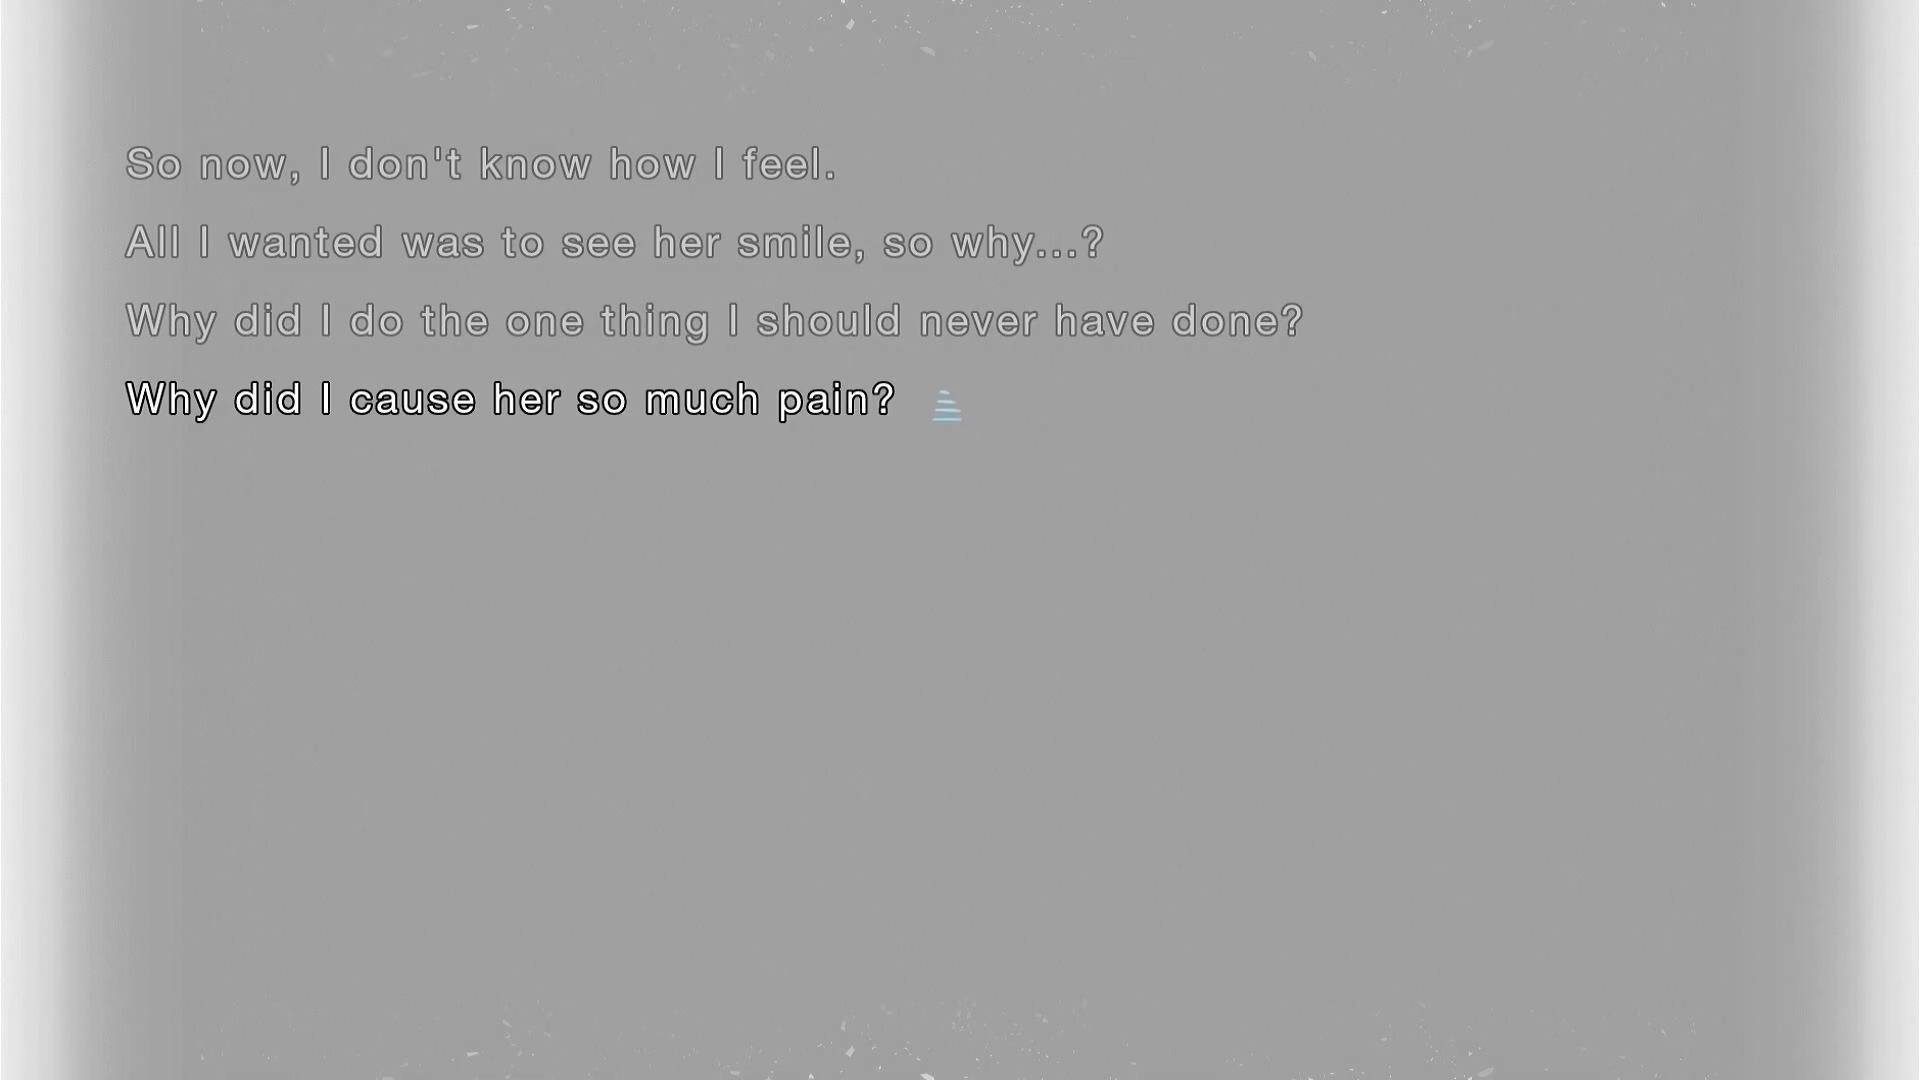 So now, I don't know how I feel.
All I wanted was to see her smile, so why...?
Why did I do the one thing I should never have done?
Why did I cause her so much pain?